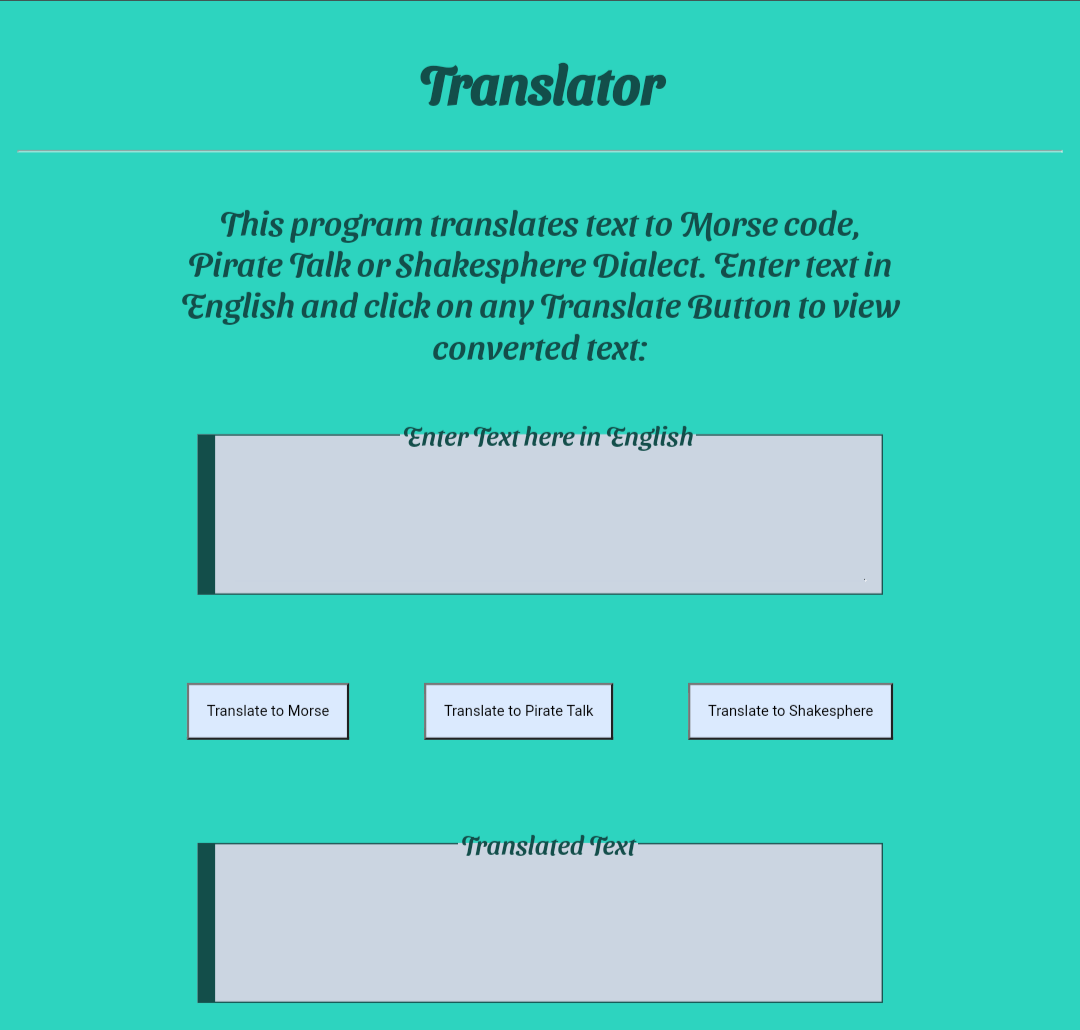 Translator
This program translates text to Morse code,
Pirate Talk or Shakesphere Dialect. Enter text in
English and click on any Translate Button to view
converted text:
Enter Text here in English
Translate to Morse
Translate to Pirate Talk
Translate to Shakesphere
Translated Text